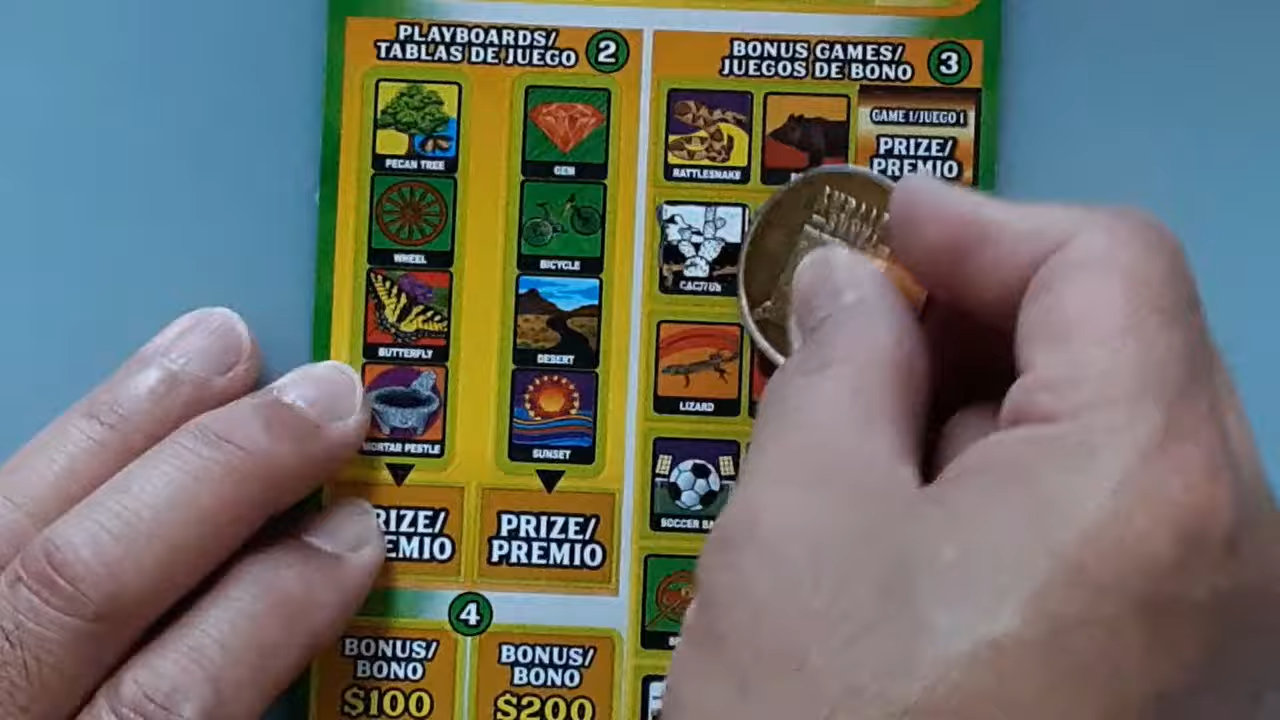 PLAYBOARDS/
TABLAS DE JUEGO
2
PECAN TREE
GEM
WHEEL
BICYCLE
BUTTERFLY
DESERT
MORTAR PESTLE
SUNSET
PRIZE/
PREMIO
4
BONUS/
BONO
$100
BONUS/
BONO
$200
BONUS GAMES/
JUEGOS DE BONO
3
RATTLESNAKE
GAME 1/JUEGO 1
PRIZE/
PREMIO
CACTUS
LIZARD
SOCCER